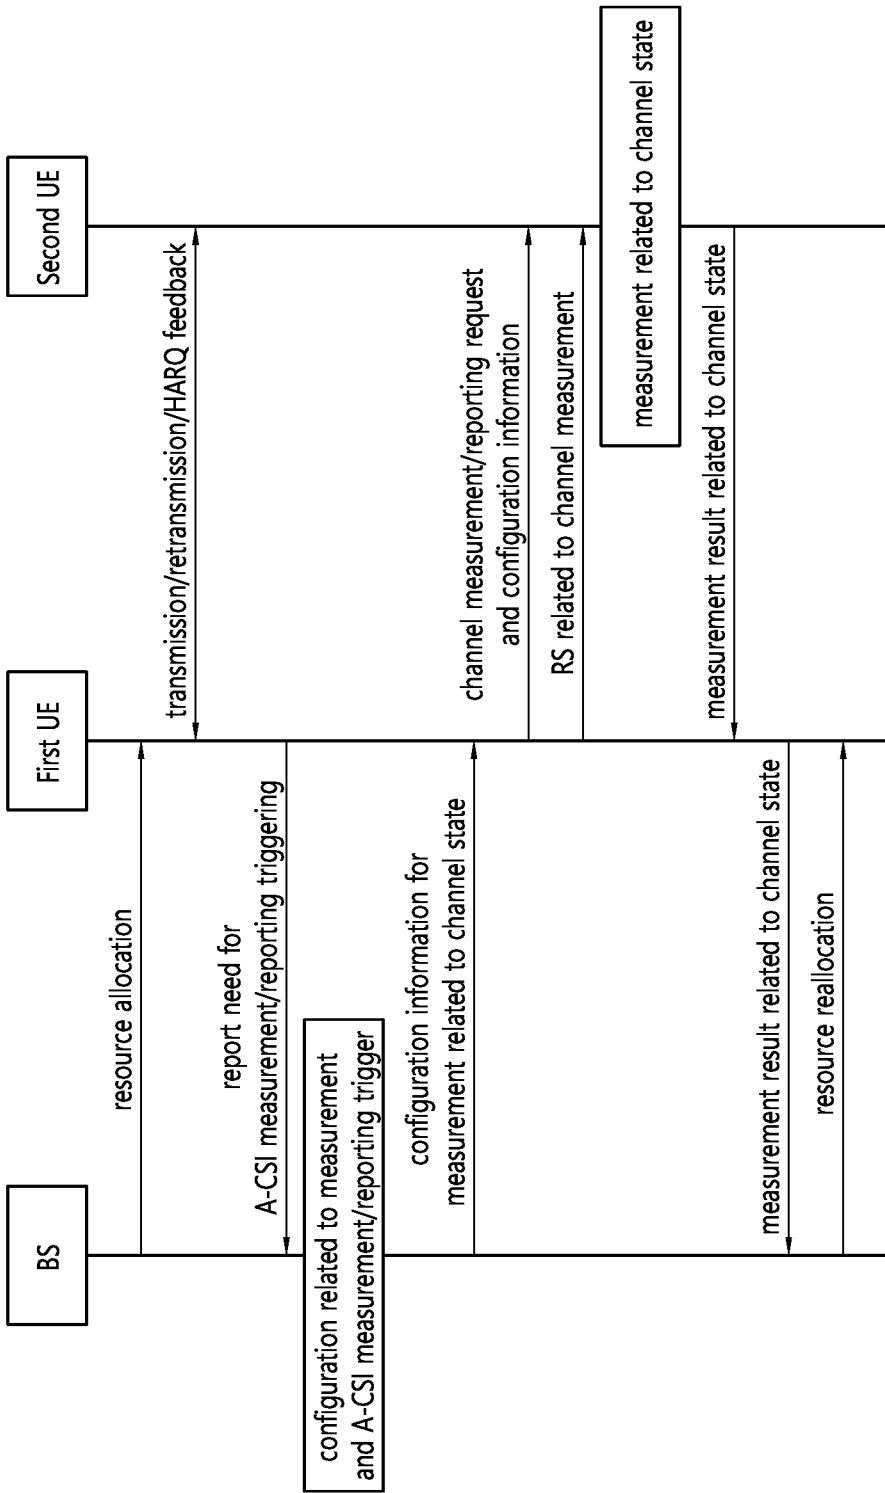 BS
First UE
Second UE
resource allocation
transmission/retransmission/HARQ feedback
report need for
A-CSI measurement/reporting triggering
configuration related to measurement
and A-CSI measurement/reporting trigger
configuration information for
measurement related to channel state
channel measurement/reporting request
and configuration information
RS related to channel measurement
measurement related to channel state
measurement result related to channel state
measurement result related to channel state
resource reallocation